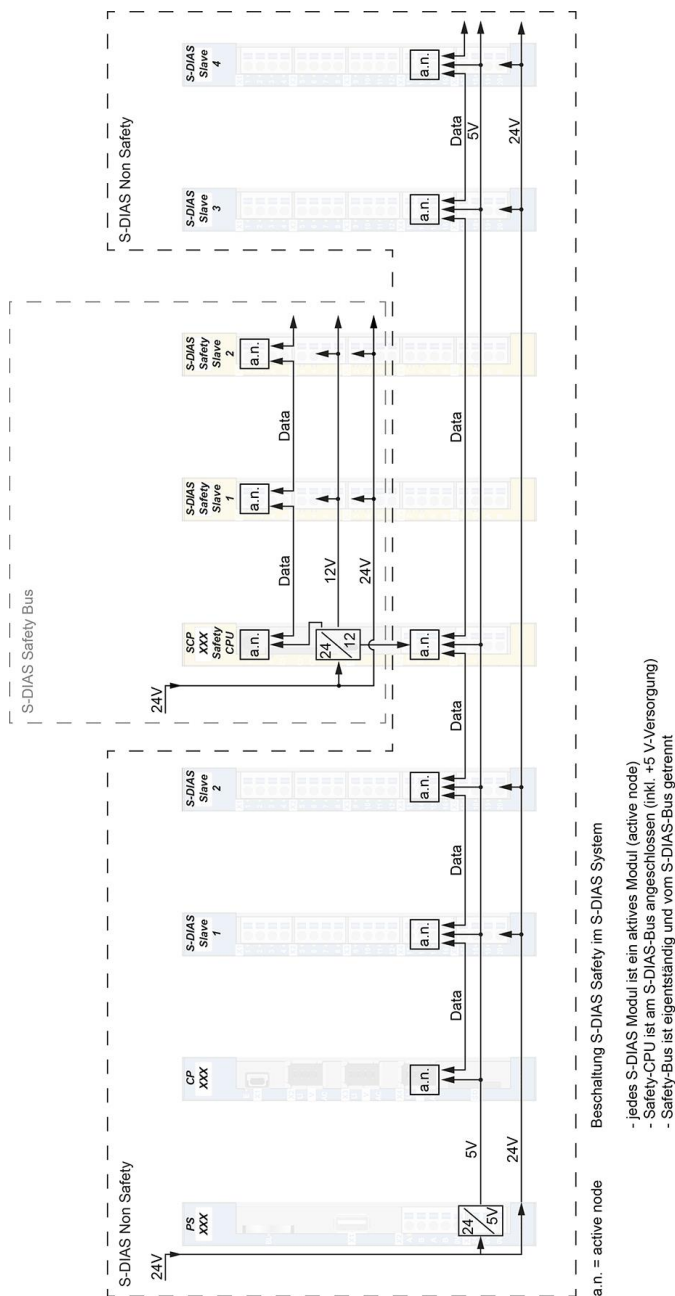 S-DIAS Safety Bus
S-DIAS Non Safety
S-DIAS Non Safety
24V
24V
PS
XXX
CP
XXX
S-DIAS
Slave
1
S-DIAS
Slave
2
SCP
XXX
Safety
CPU
S-DIAS
Safety
Slave
1
S-DIAS
Safety
Slave
2
S-DIAS
Slave
3
S-DIAS
Slave
4
a.n.
Data
a.n.
Data
a.n.
24
12
12V
24V
24
5V
5V
24V
a.n.
Data
a.n.
Data
a.n.
Data
a.n.
Data
a.n.
Data
a.n.
5V
24V
a.n. = active node
Beschaltung S-DIAS Safety im S-DIAS System
- jedes S-DIAS Modul ist ein aktives Modul (active node)
- Safety-CPU ist am S-DIAS-Bus angeschlossen (inkl. +5 V-Versorgung)
- Safety-Bus ist eigentständig und vom S-DIAS-Bus getrennt